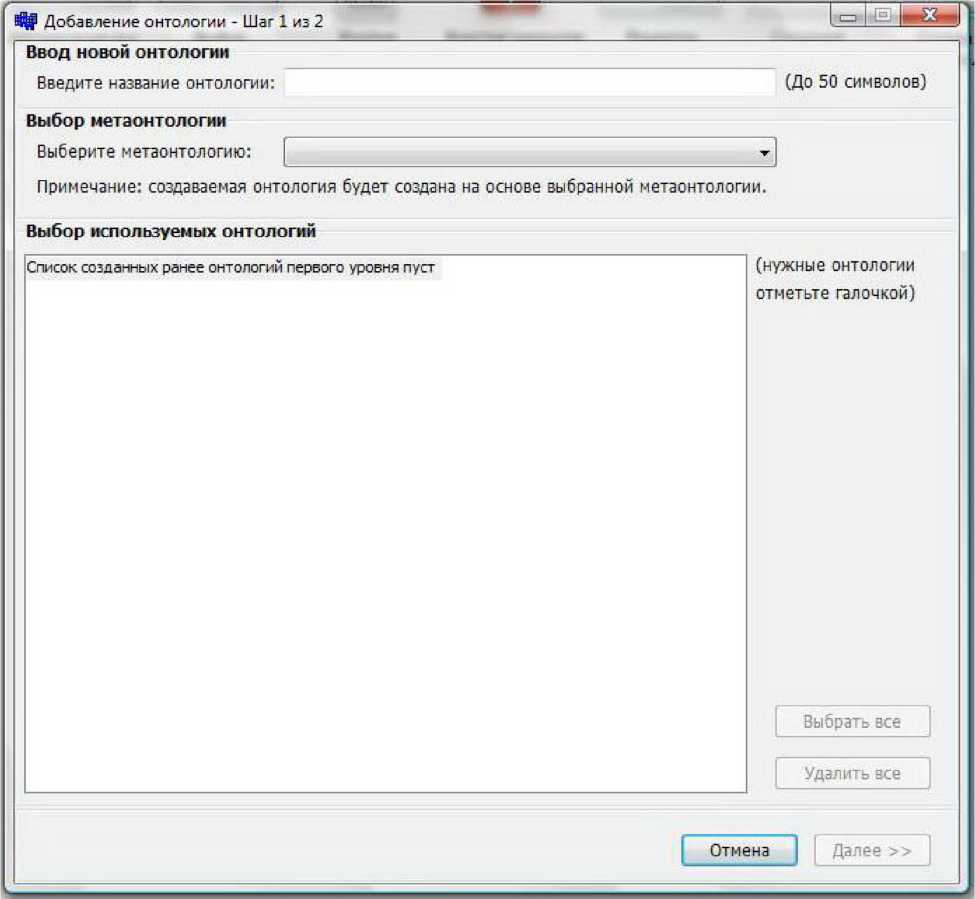 Добавление онтологии - Шаг 1 из 2
Ввод новой онтологии
Введите название онтологии: (До 50 символов)
Выбор метаонтологии
Выберите метаонтологию:
Примечание: создаваемая онтология будет создана на основе выбранной метаонтологии.
Выбор используемых онтологий
Список созданных ранее онтологий первого уровня пуст
(нужные онтологии
отметьте галочкой)
Выбрать все
Удалить все
Отмена Далее >>